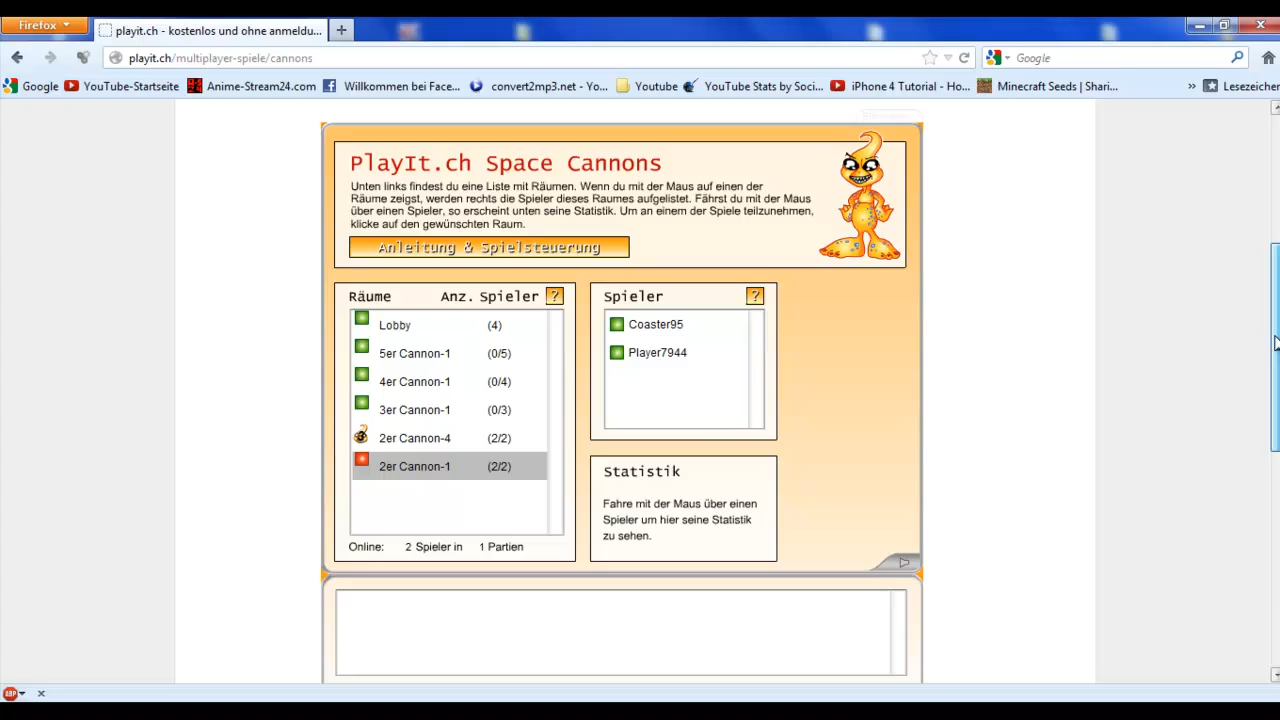 Firefox
playit.ch - kostenlos und ohne anmeldu...
playit.ch/multiplayer-spiele/cannons
Google
Google
YouTube-Startseite
Anime-Stream24.com
Willkommen bei Face...
convert2mp3.net - Yo...
Youtube
YouTube Stats by Soci...
iPhone 4 Tutorial - Ho...
Minecraft Seeds | Shari...
»
Lesezeichen
PlayIt.ch Space Cannons
Unten links findest du eine Liste mit Räumen. Wenn du mit der Maus auf einen der
Räume zeigst, werden rechts die Spieler dieses Raumes aufgelistet. Fährst du mit der Maus
über einen Spieler, so erscheint unten seine Statistik. Um an einem der Spiele teilzunehmen,
klicke auf den gewünschten Raum.
Anleitung & Spielsteuerung
Räume Anz. Spieler ?
Lobby (4)
5er Cannon-1 (0/5)
4er Cannon-1 (0/4)
3er Cannon-1 (0/3)
2er Cannon-4 (2/2)
2er Cannon-1 (2/2)
Online: 2 Spieler in 1 Partien
Spieler ?
Coaster95
Player7944
Statistik
Fahre mit der Maus über einen
Spieler um hier seine Statistik
zu sehen.
ABP